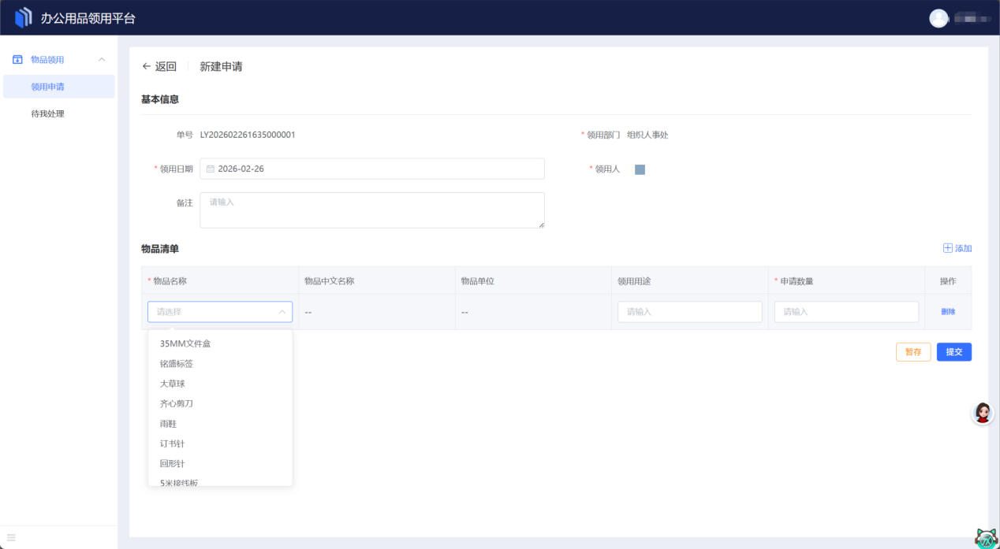 办公用品领用平台
物品领用
领用申请
待我处理
返回
新建申请
基本信息
单号 LY202602261635000001
* 领用部门 组织人事处
* 领用日期 2026-02-26
* 领用人
备注 请输入
物品清单
添加
* 物品名称 物品中文名称 物品单位 领用用途 * 申请数量 操作
请选择 -- -- 请输入 请输入 删除
35MM文件盒
铭盛标签
大草球
齐心剪刀
雨鞋
订书针
回形针
5米接线板
暂存 提交